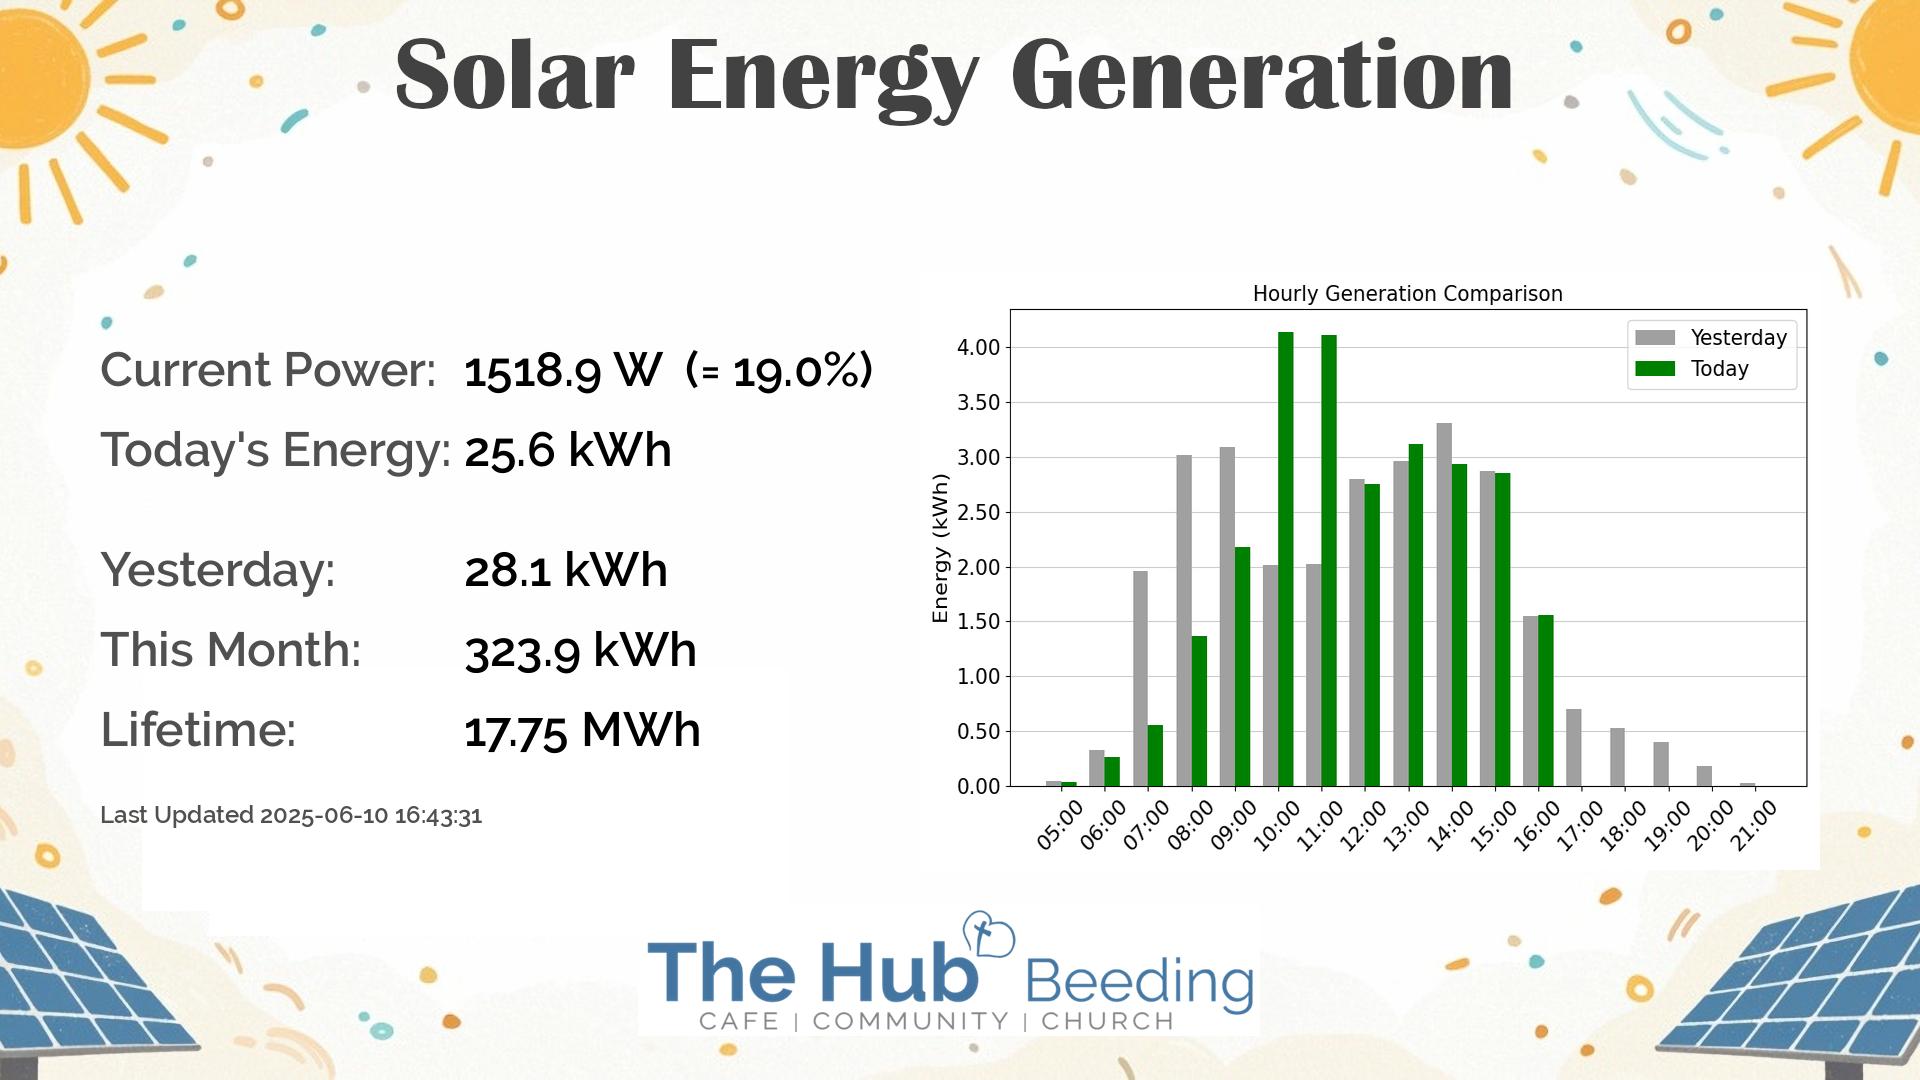 Solar Energy Generation
Current Power: 1518.9 W (= 19.0%)
Today's Energy: 25.6 kWh
Yesterday: 28.1 kWh
This Month: 323.9 kWh
Lifetime: 17.75 MWh
Last Updated 2025-06-10 16:43:31
Hourly Generation Comparison
Yesterday
Today
Energy (kWh)
4.00
3.50
3.00
2.50
2.00
1.50
1.00
0.50
0.00
05:00 06:00 07:00 08:00 09:00 10:00 11:00 12:00 13:00 14:00 15:00 16:00 17:00 18:00 19:00 20:00 21:00
The Hub Beeding
CAFE | COMMUNITY | CHURCH